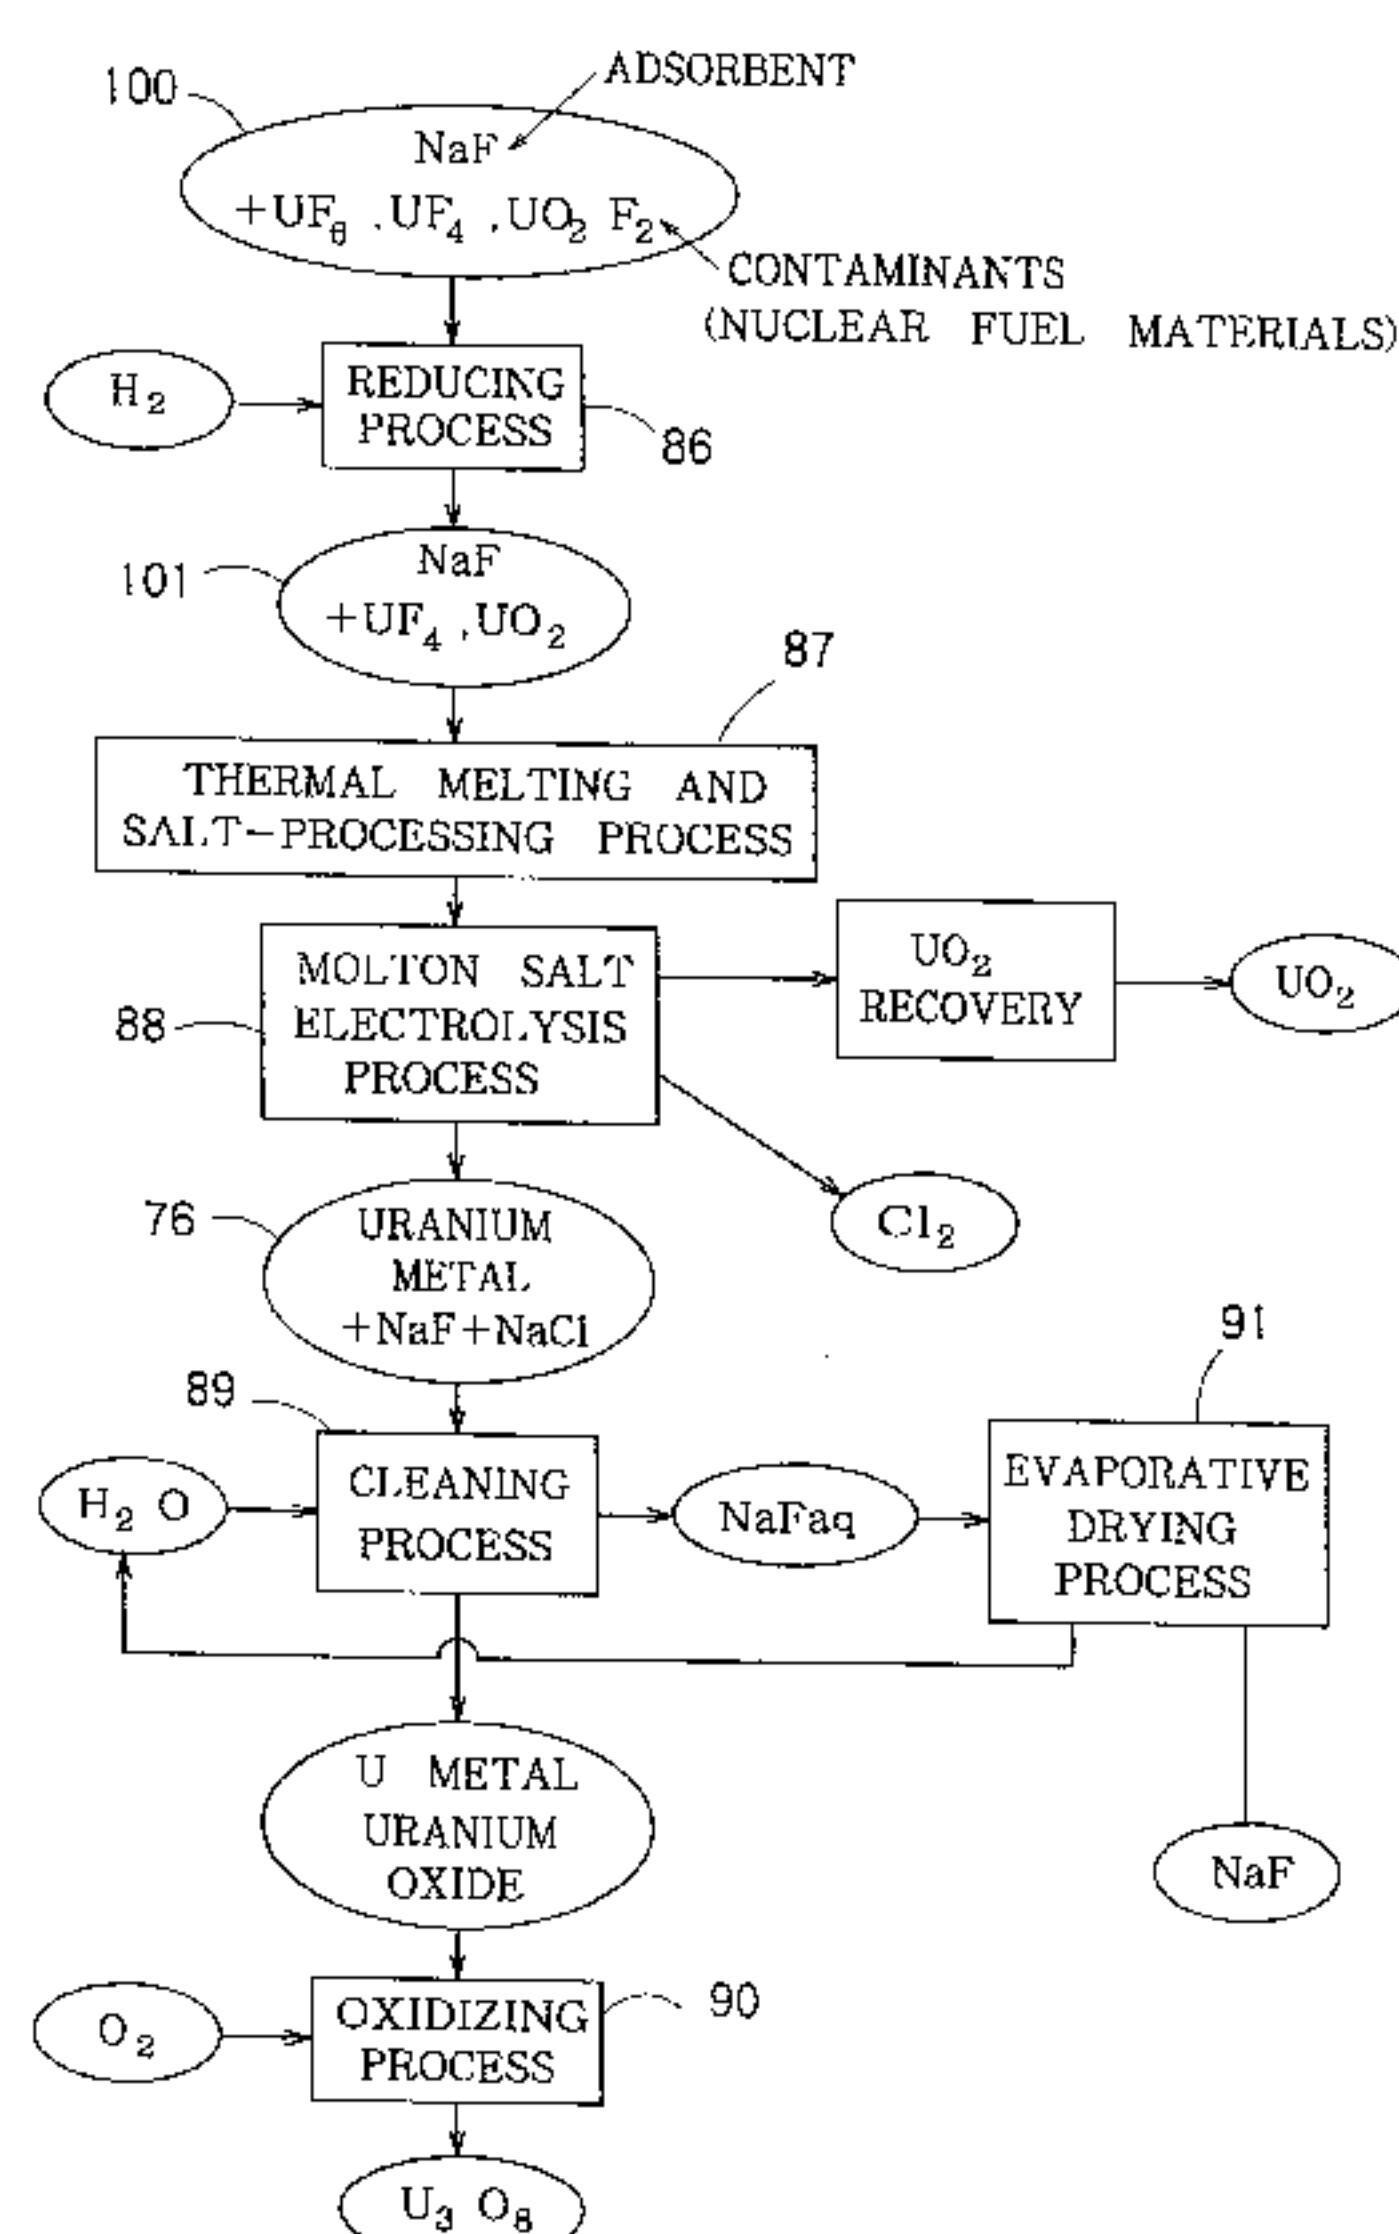 100
ADSORBENT
NaF
+UF6 .UF4 .UO2 F2
CONTAMINANTS
(NUCLEAR FUEL MATERIALS)
H2
REDUCING
PROCESS
86
101
NaF
+UF4 .UO2
87
THERMAL MELTING AND
SALT-PROCESSING PROCESS
88
MOLTON SALT
ELECTROLYSIS
PROCESS
UO2
RECOVERY
UO2
Cl2
76
URANIUM
METAL
+NaF+NaCl
91
89
H2 O
CLEANING
PROCESS
NaFaq
EVAPORATIVE
DRYING
PROCESS
U METAL
URANIUM
OXIDE
NaF
O2
OXIDIZING
PROCESS
90
U3 O8